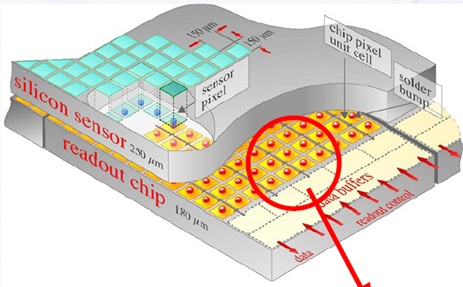 150 µm
150 µm
chip pixel
unit cell
sensor
pixel
solder
bump
silicon sensor
250 µm
readout chip
180 µm
data buffers
readout control
data